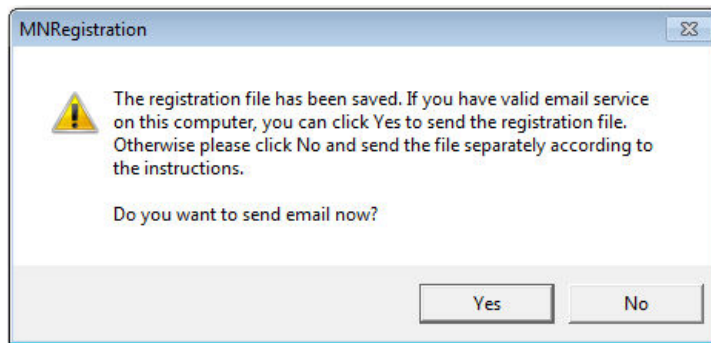 MNRegistration
The registration file has been saved. If you have valid email service
on this computer, you can click Yes to send the registration file.
Otherwise please click No and send the file separately according to
the instructions.
Do you want to send email now?
Yes
No